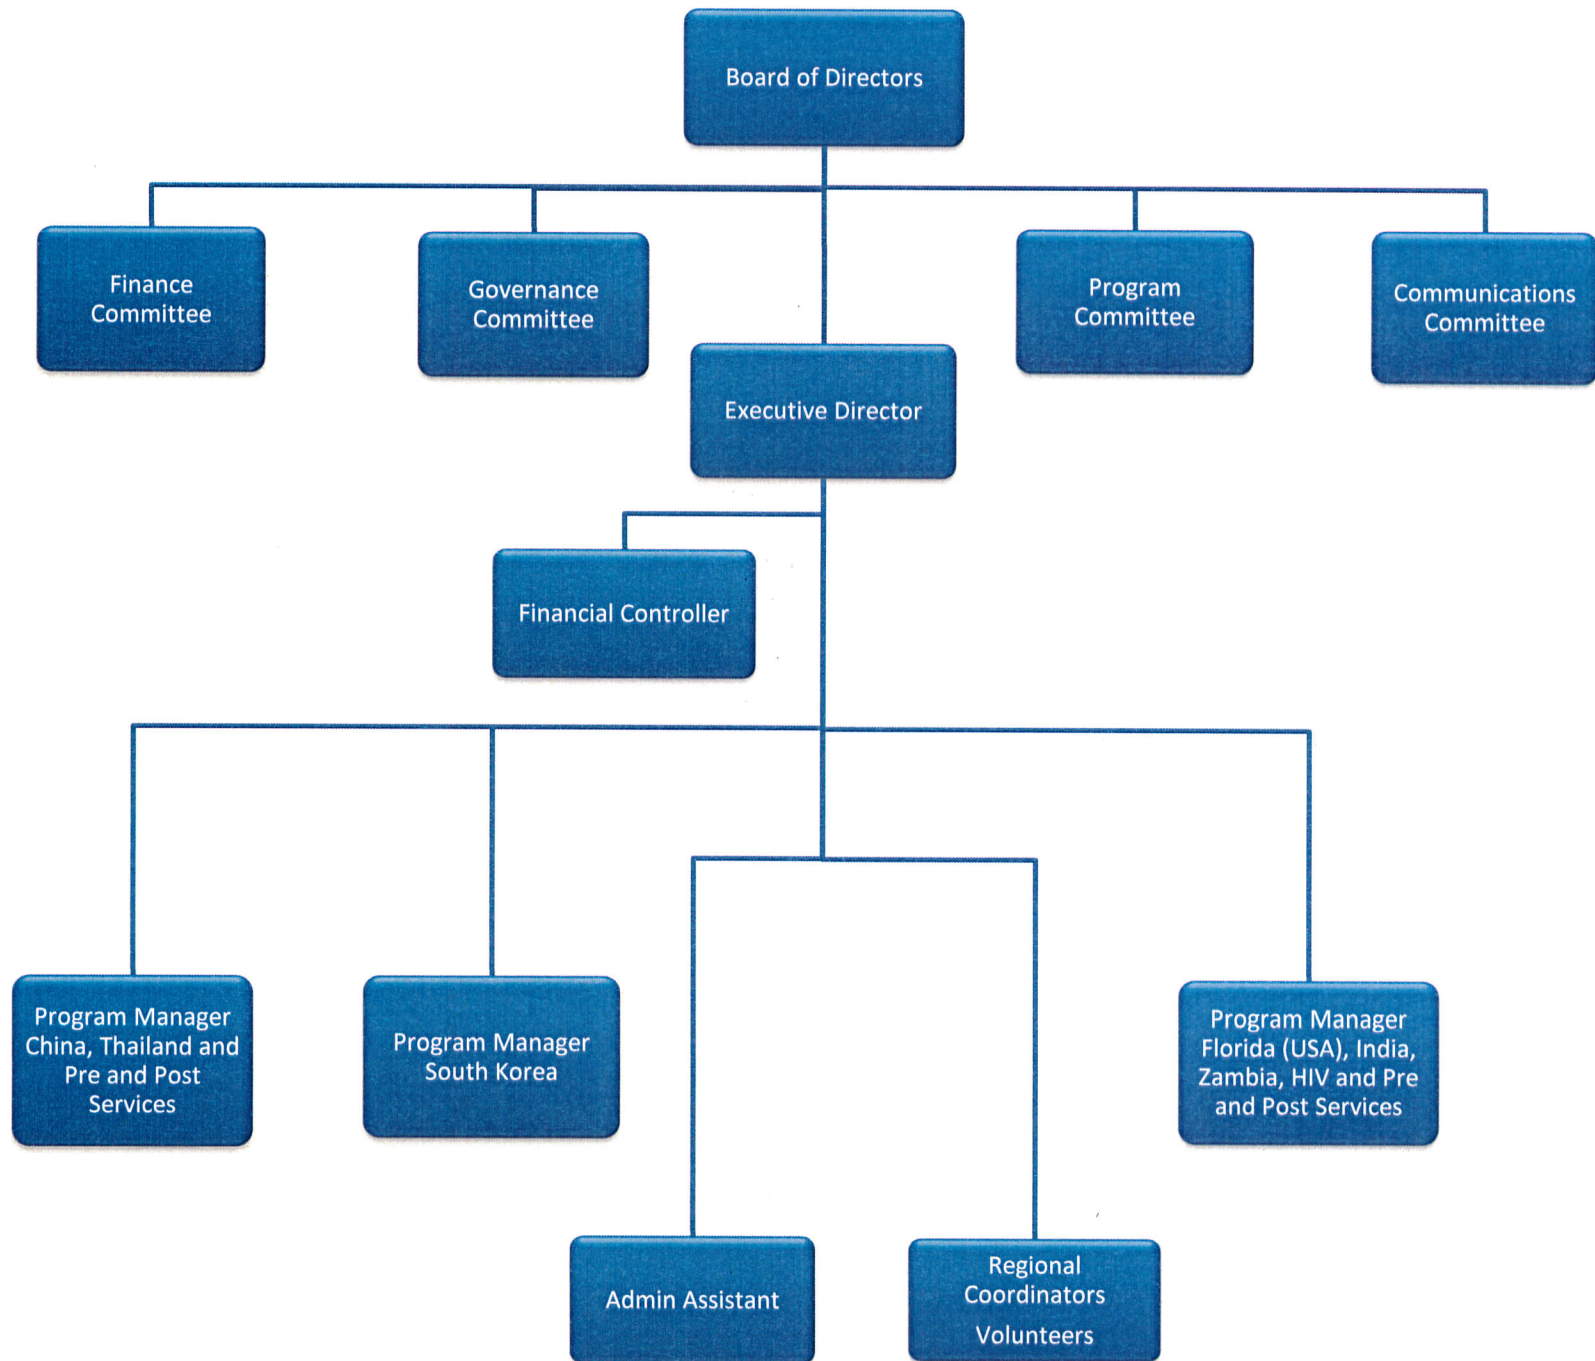 Board of Directors
Finance
Committee
Governance
Committee
Program
Committee
Communications
Committee
Executive Director
Financial Controller
Program Manager
China, Thailand and
Pre and Post
Services
Program Manager
South Korea
Program Manager
Florida (USA), India,
Zambia, HIV and Pre
and Post Services
Admin Assistant
Regional
Coordinators
Volunteers